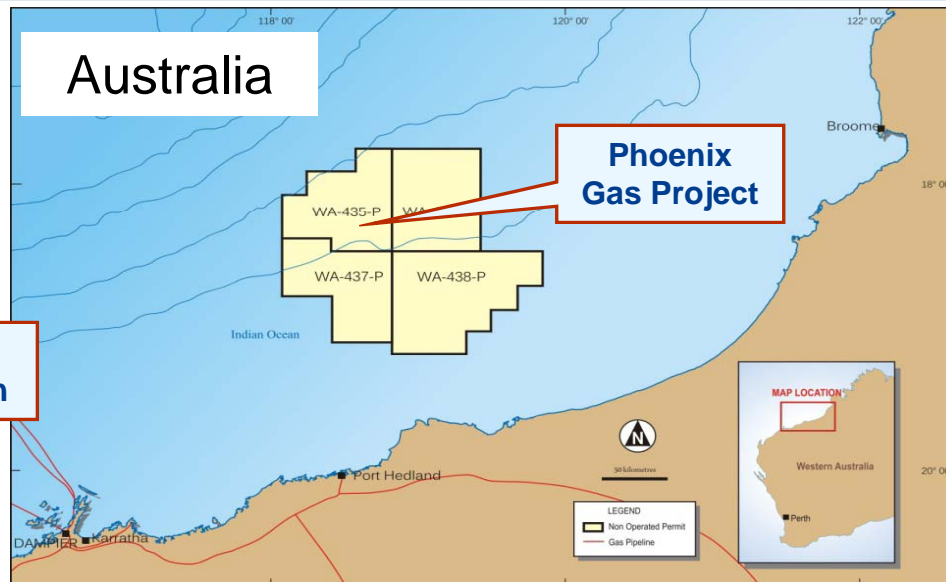 118° 00'
120° 00'
122° 00'
Australia
Broome
Phoenix
Gas Project
18° 00'
WA-435-P
WA-437-P
WA-438-P
Indian Ocean
MAP LOCATION
N
50 kilometres
Western Australia
20° 00'
Port Hedland
LEGEND
Non Operated Permit
Gas Pipeline
Perth
DAMPIER
Karratha